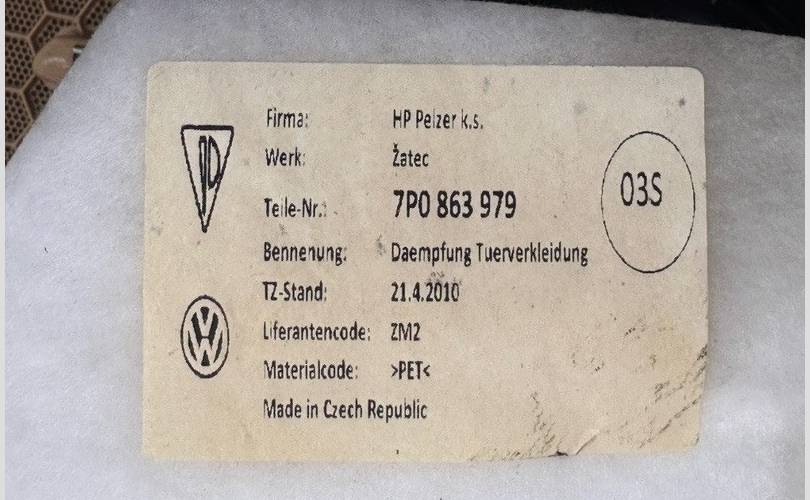 Firma: HP Pelzer k.s.
Werk: Žatec
Teile-Nr.: 7P0 863 979
03S
Bennenung: Daempfung Tuerverkleidung
TZ-Stand: 21.4.2010
Liferantencode: ZM2
Materialcode: >PET<
Made in Czech Republic